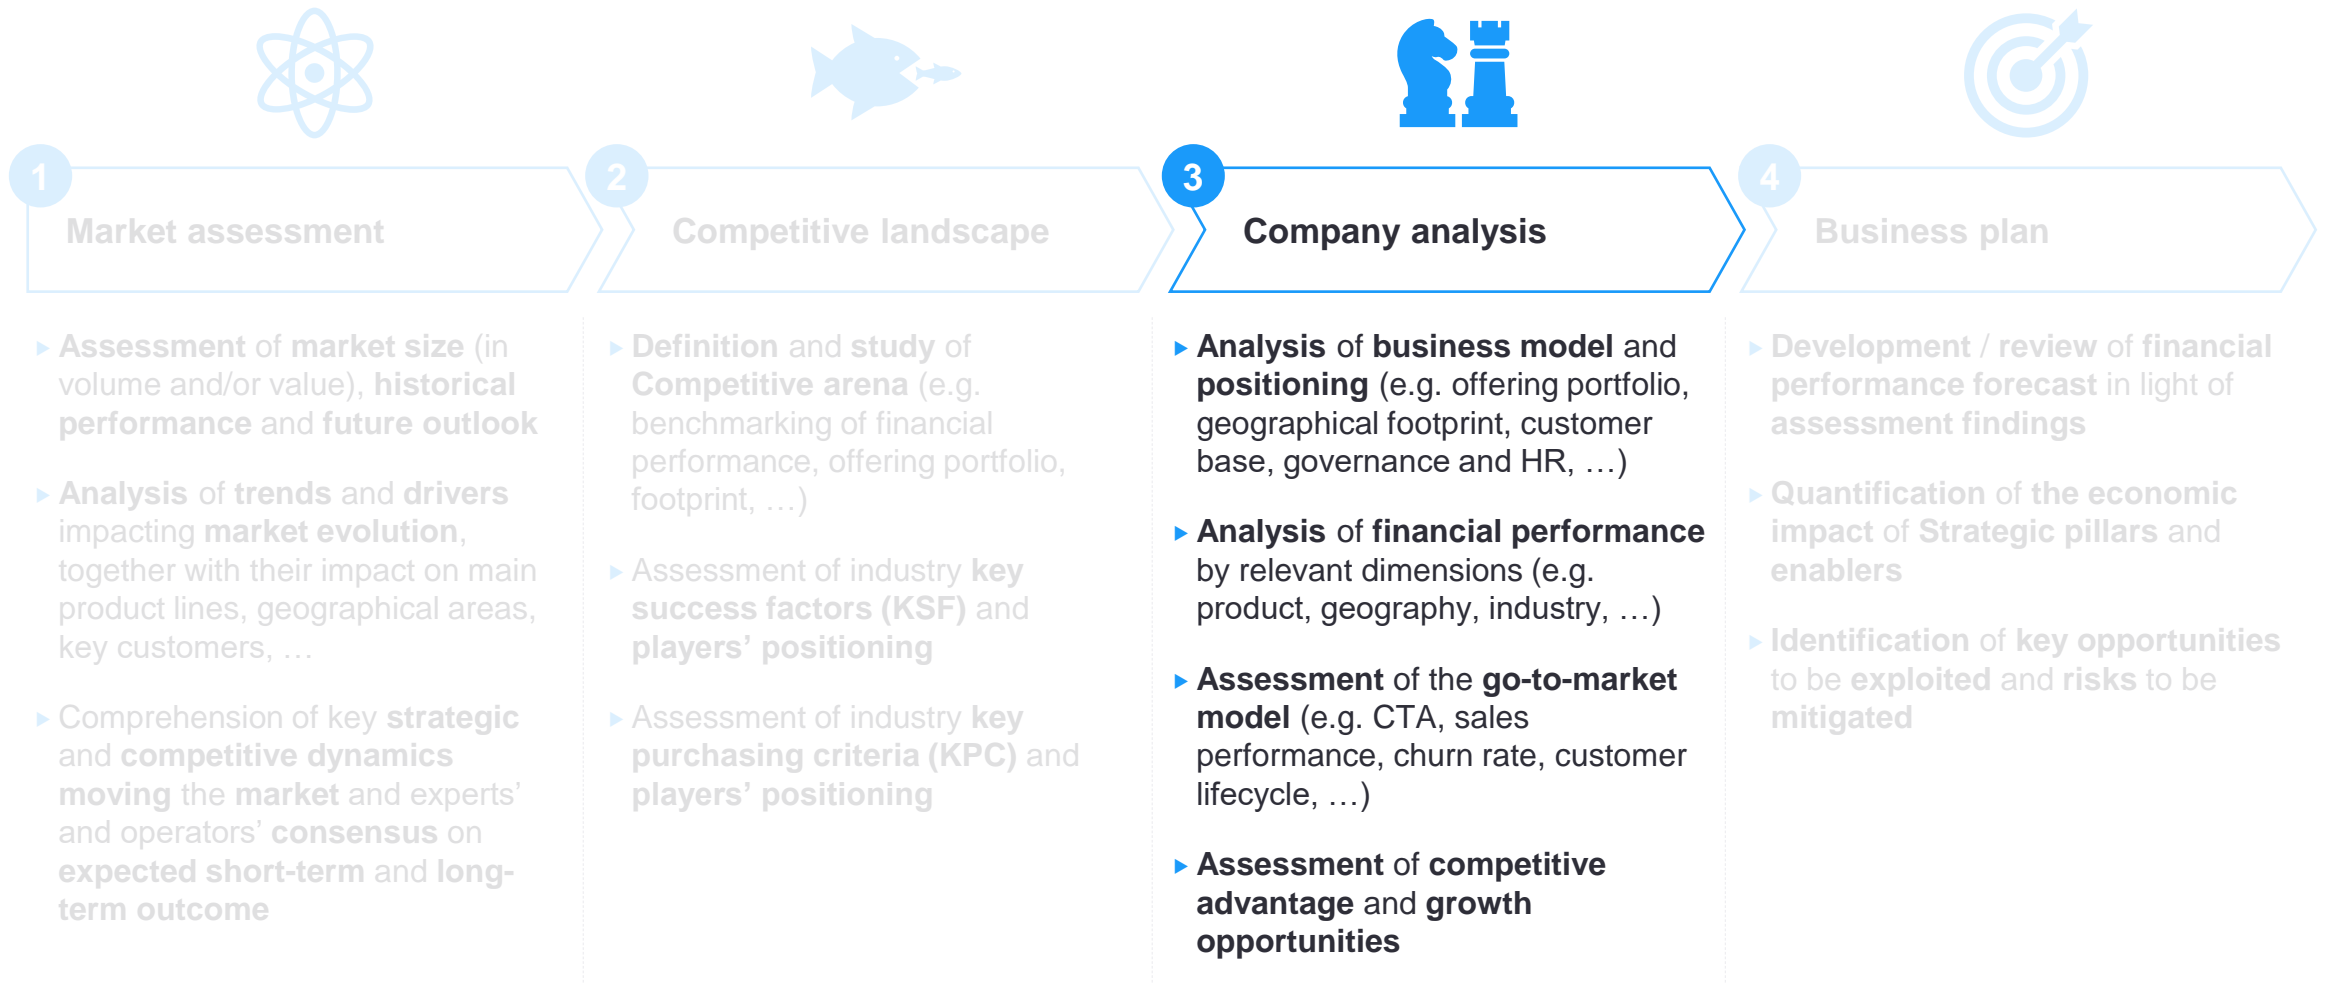 1
Market assessment
Assessment of market size (in
volume and/or value), historical
performance and future outlook
Analysis of trends and drivers
impacting market evolution,
together with their impact on main
product lines, geographical areas,
key customers, …
Comprehension of key strategic
and competitive dynamics
moving the market and experts’
and operators’ consensus on
expected short-term and long-
term outcome
2
Competitive landscape
Definition and study of
Competitive arena (e.g.
benchmarking of financial
performance, offering portfolio,
footprint, …)
Assessment of industry key
success factors (KSF) and
players’ positioning
Assessment of industry key
purchasing criteria (KPC) and
players’ positioning
3
Company analysis
Analysis of business model and
positioning (e.g. offering portfolio,
geographical footprint, customer
base, governance and HR, …)
Analysis of financial performance
by relevant dimensions (e.g.
product, geography, industry, …)
Assessment of the go-to-market
model (e.g. CTA, sales
performance, churn rate, customer
lifecycle, …)
Assessment of competitive
advantage and growth
opportunities
4
Business plan
Development / review of financial
performance forecast in light of
assessment findings
Quantification of the economic
impact of Strategic pillars and
enablers
Identification of key opportunities
to be exploited and risks to be
mitigated